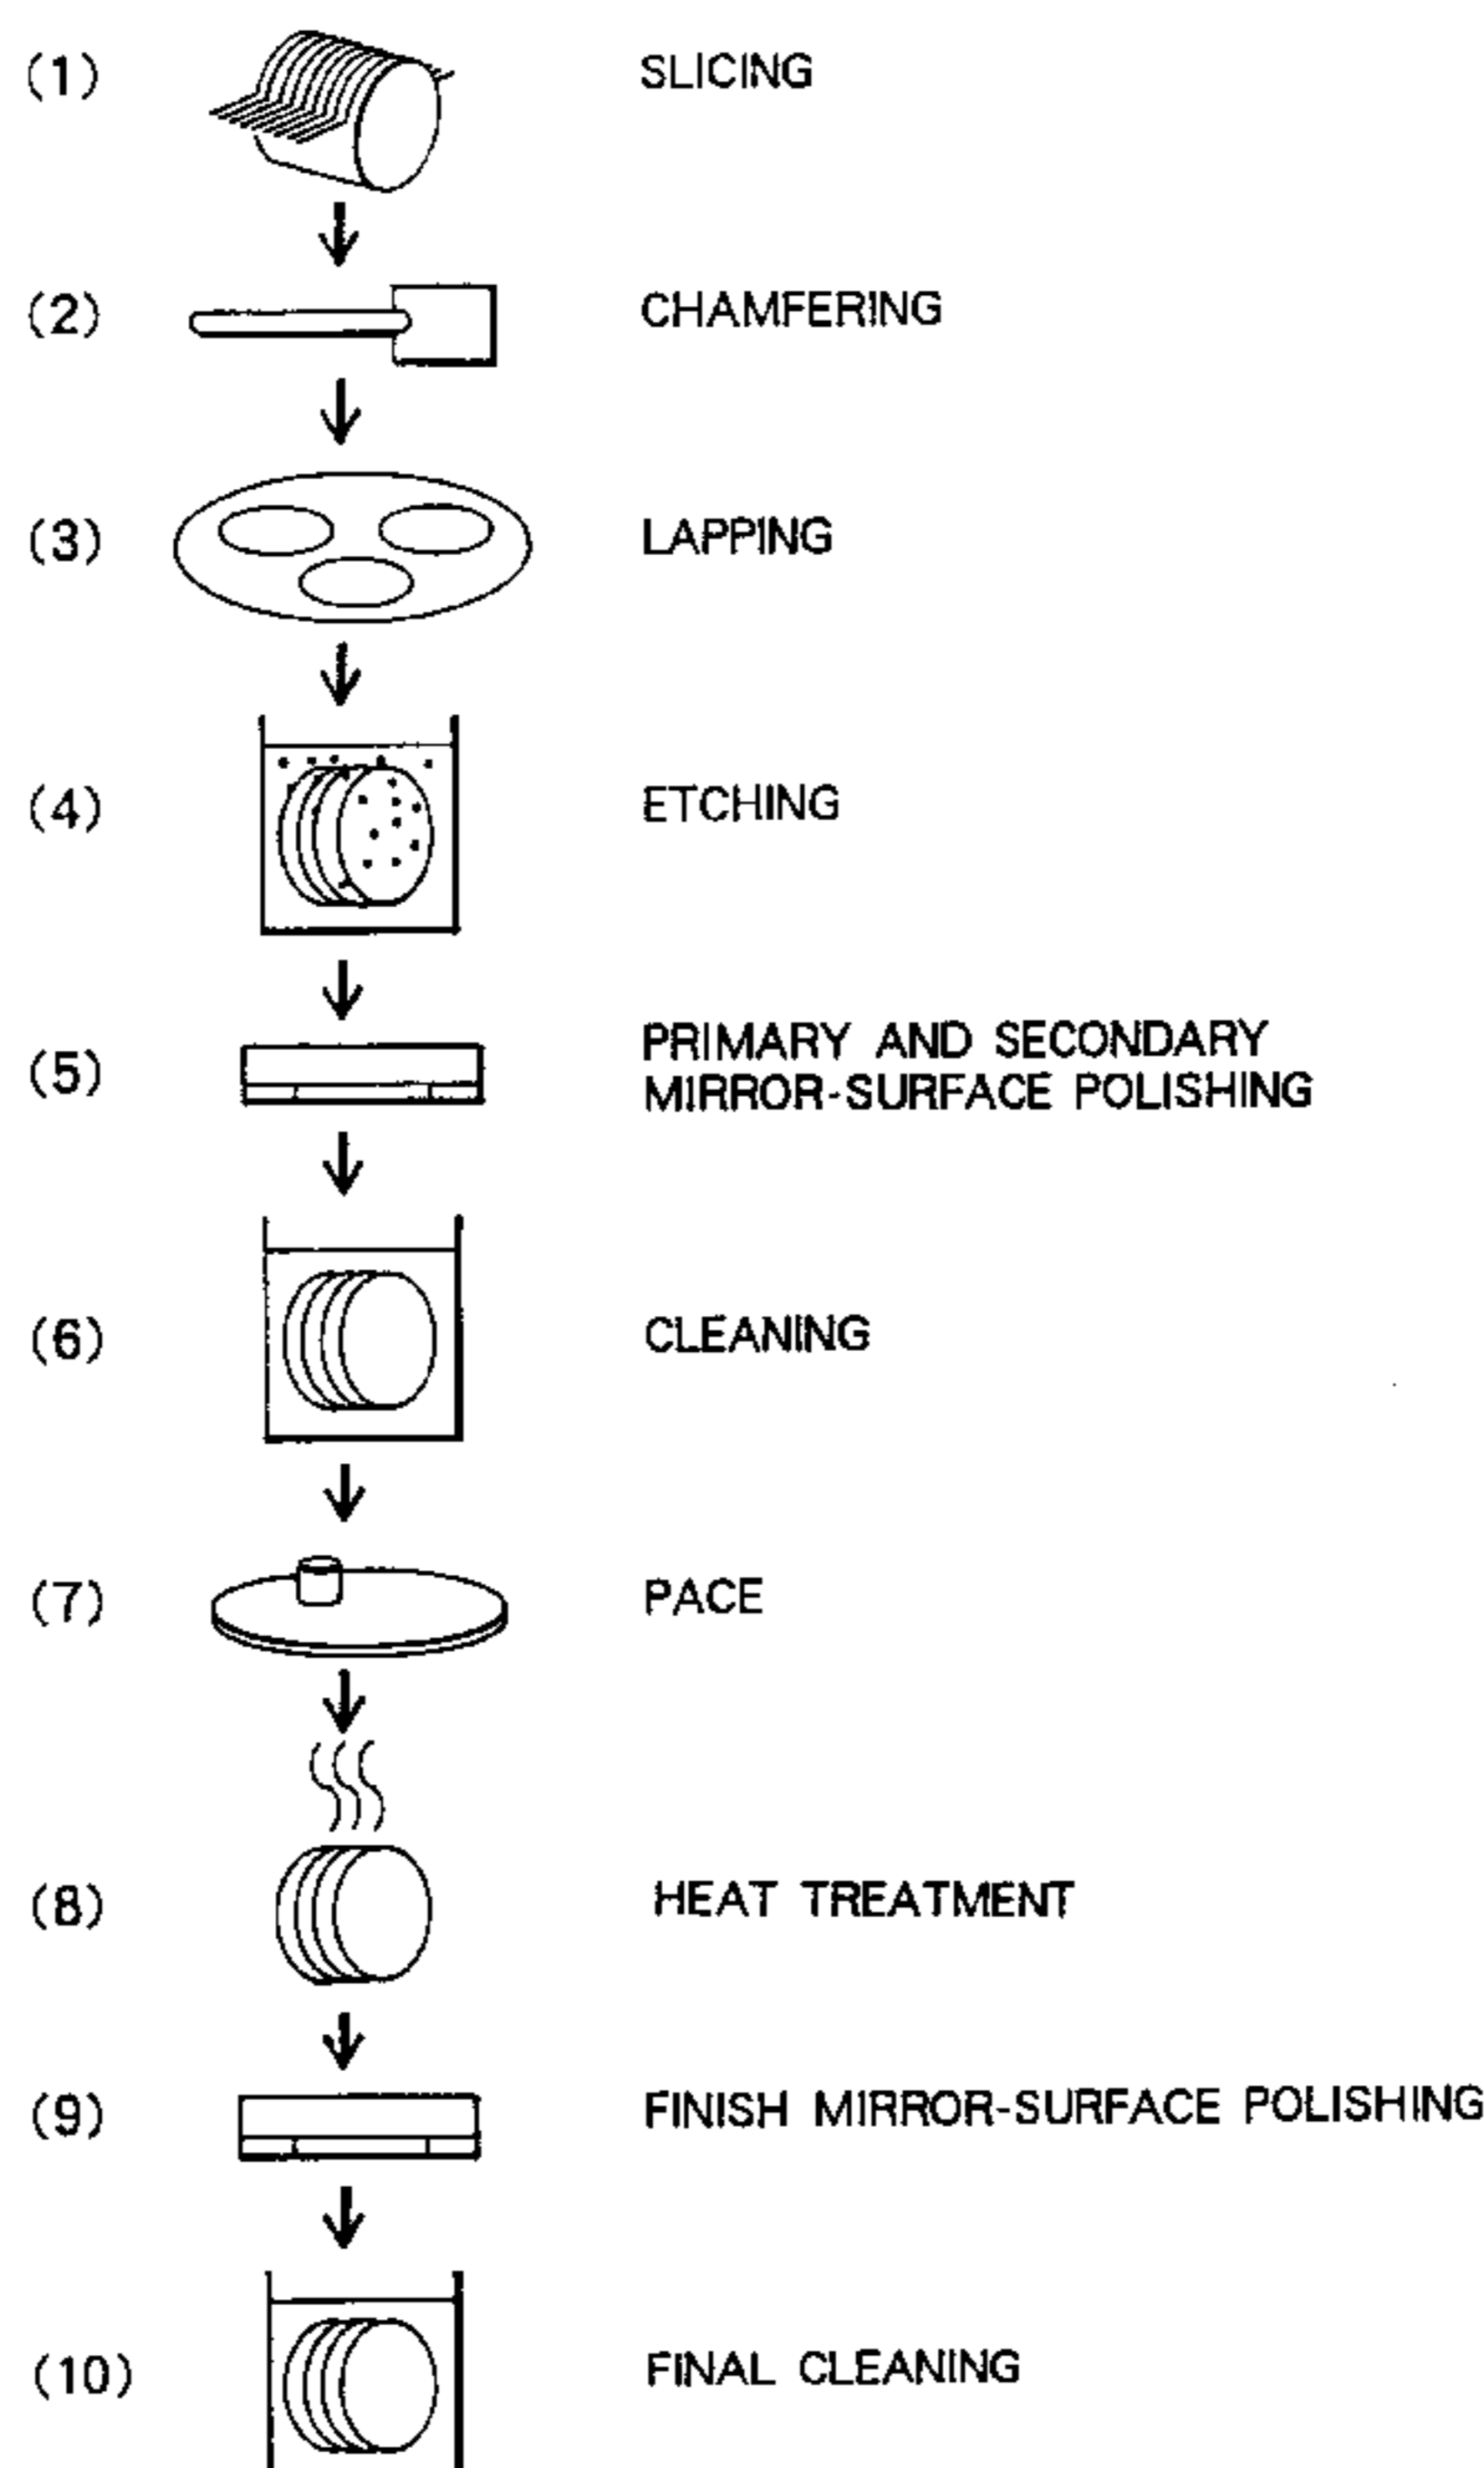 (1) SLICING
(2) CHAMFERING
(3) LAPPING
(4) ETCHING
(5) PRIMARY AND SECONDARY
MIRROR-SURFACE POLISHING
(6) CLEANING
(7) PACE
(8) HEAT TREATMENT
(9) FINISH MIRROR-SURFACE POLISHING
(10) FINAL CLEANING